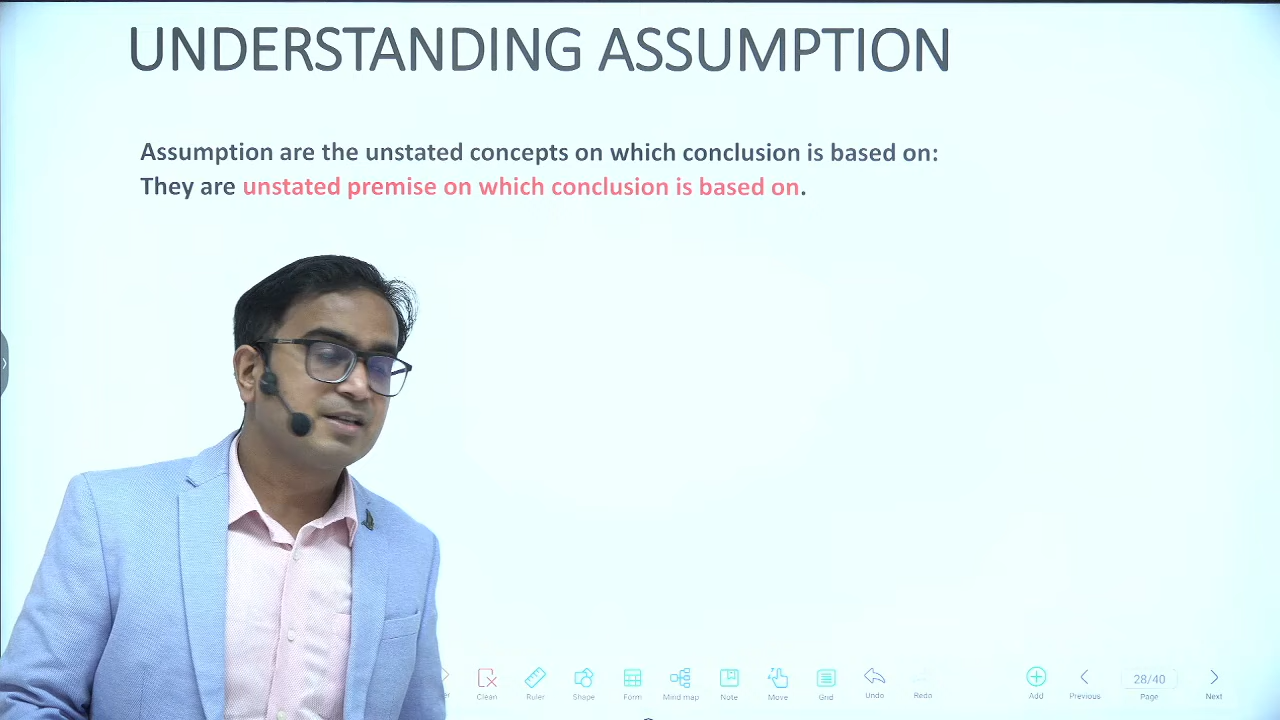 UNDERSTANDING ASSUMPTION
Assumption are the unstated concepts on which conclusion is based on:
They are unstated premise on which conclusion is based on.
Clean
Ruler
Shape
Form
Mind map
Note
Move
Grid
Undo
Redo
Add
Previous
28/40
Page
Next